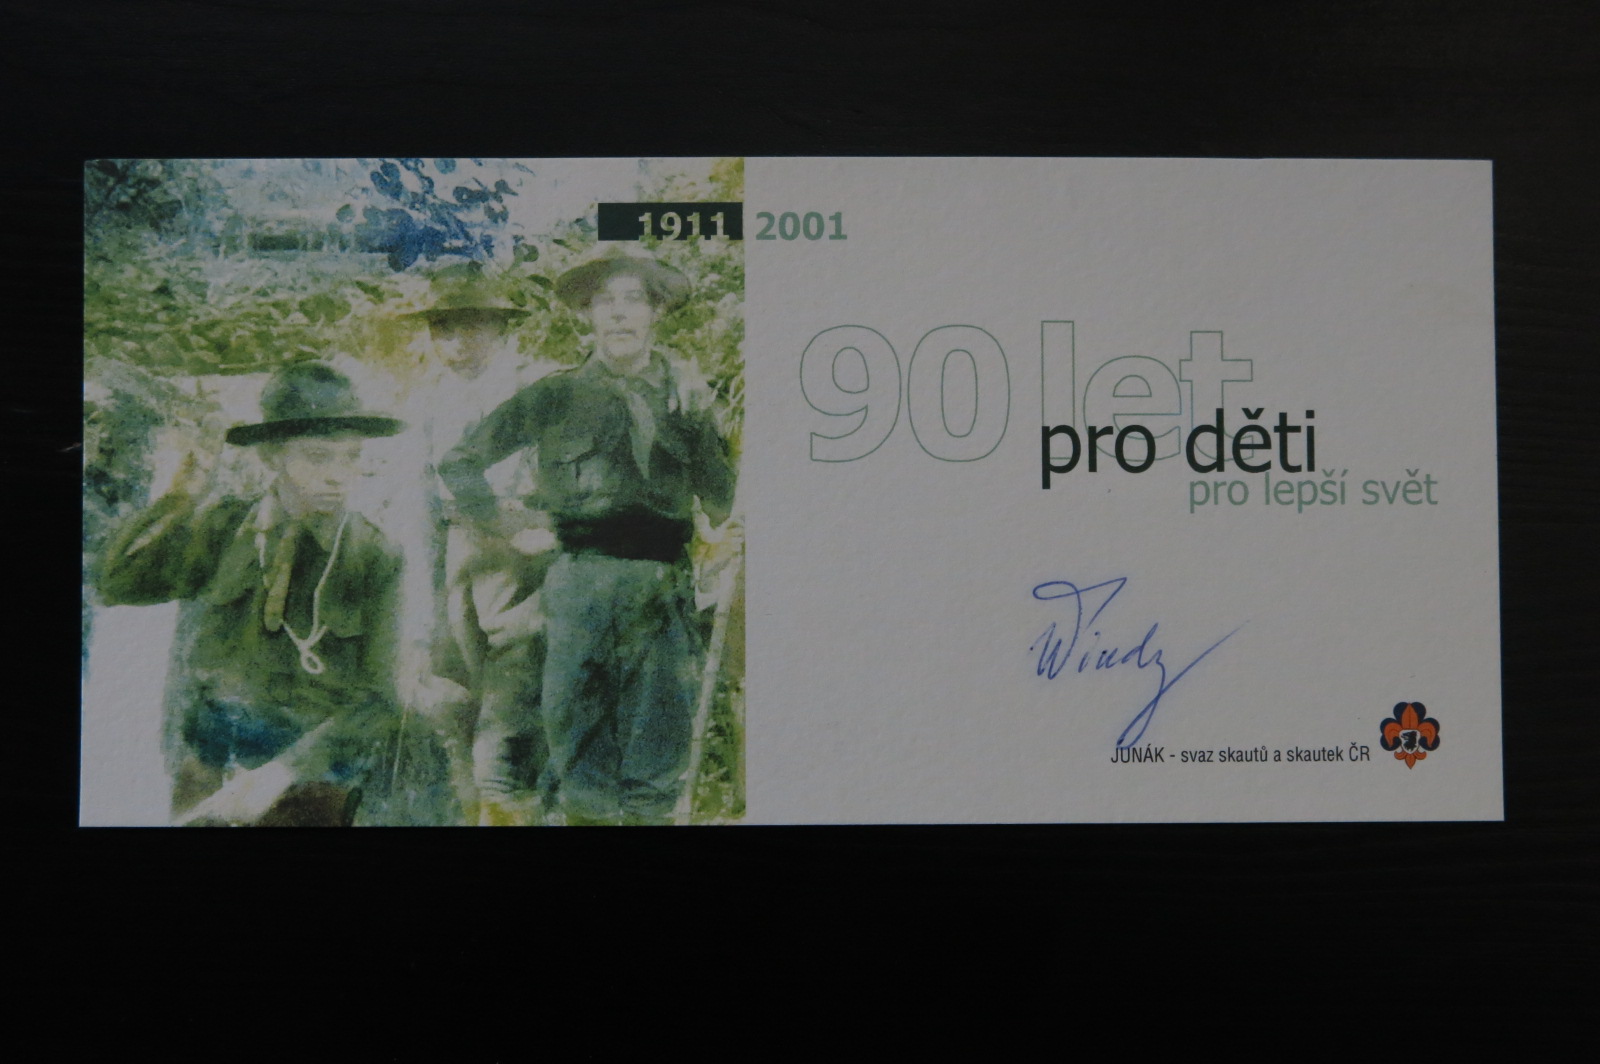 1911 2001
90 let
pro děti
pro lepší svět
Windy
JUNÁK - svaz skautů a skautek ČR